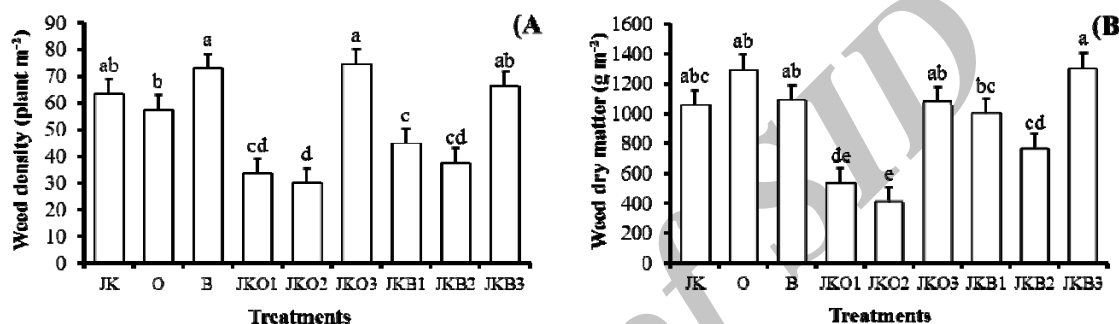 (A
Weed density (plant m⁻²)
90
80
70
60
50
40
30
20
10
0
ab b a cd d a c cd ab
JK O B JKO1 JKO2 JKO3 JKB1 JKB2 JKB3
Treatments
(B
Weed dry matter (g m⁻²)
1600
1400
1200
1000
800
600
400
200
0
abc ab ab de e ab bc cd a
JK O B JKO1 JKO2 JKO3 JKB1 JKB2 JKB3
Treatments
of SID